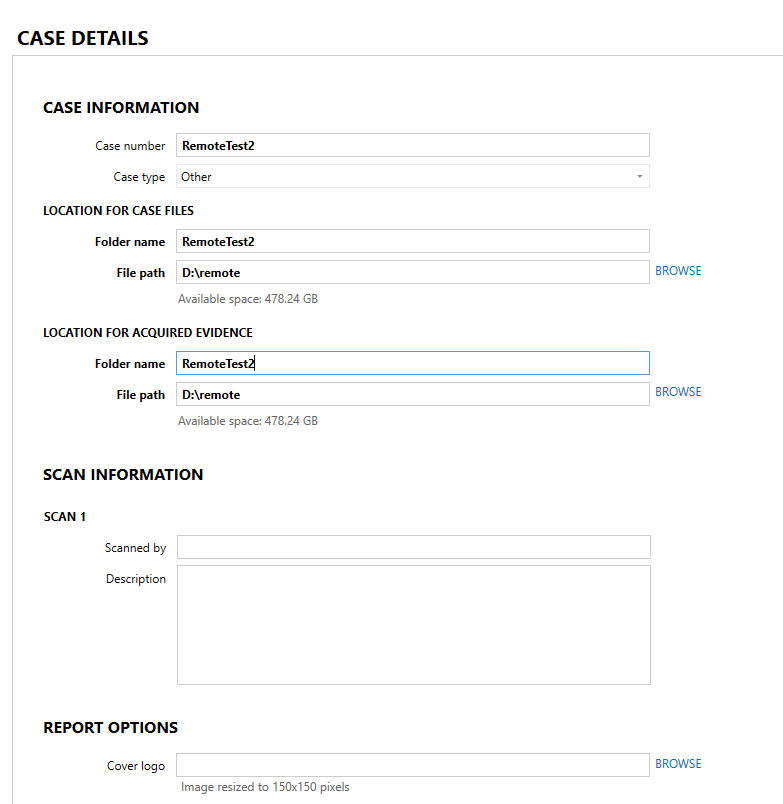 CASE DETAILS
CASE INFORMATION
Case number RemoteTest2
Case type Other
LOCATION FOR CASE FILES
Folder name RemoteTest2
File path D:\remote BROWSE
Available space: 478.24 GB
LOCATION FOR ACQUIRED EVIDENCE
Folder name RemoteTest2
File path D:\remote BROWSE
Available space: 478.24 GB
SCAN INFORMATION
SCAN 1
Scanned by
Description
REPORT OPTIONS
Cover logo BROWSE
Image resized to 150x150 pixels